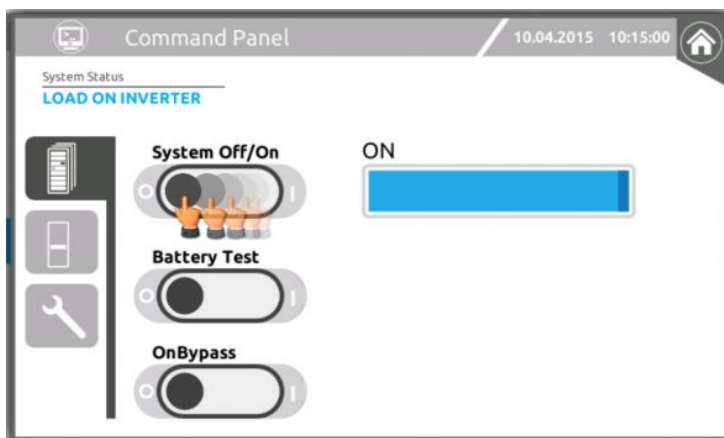 Command Panel
10.04.2015 10:15:00
System Status
LOAD ON INVERTER
System Off/On
ON
O I
Battery Test
O I
OnBypass
O I